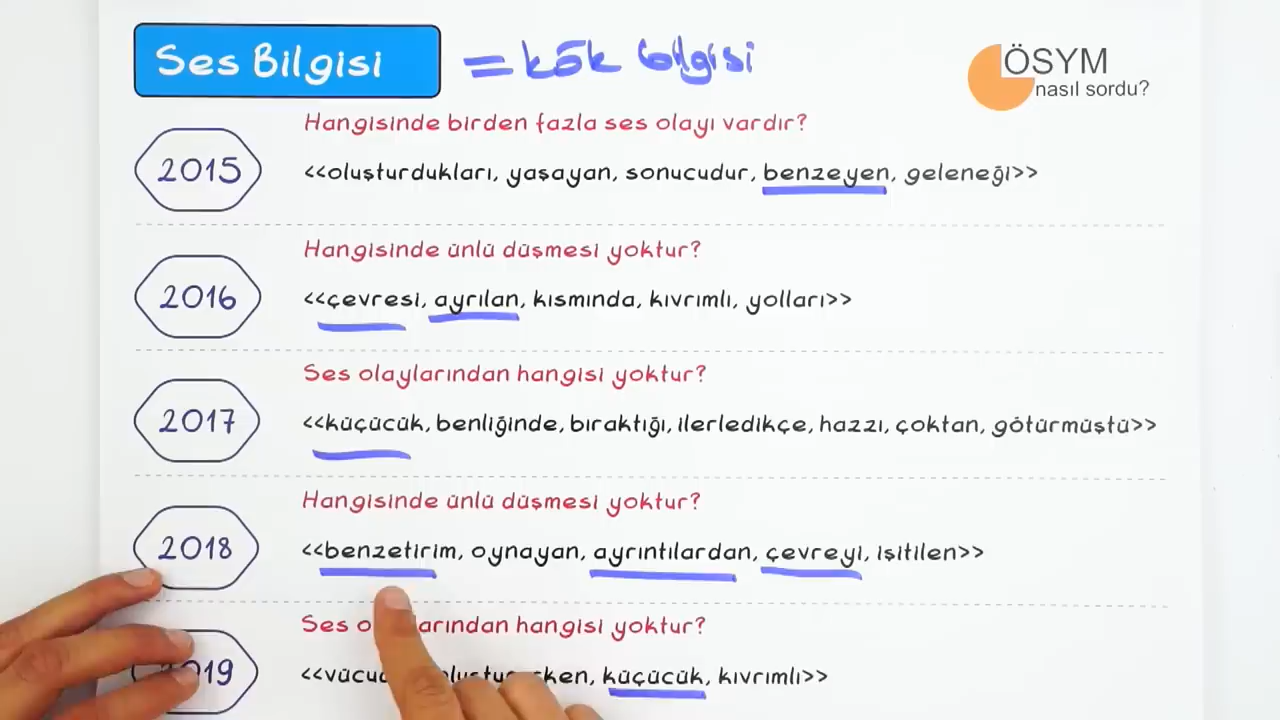 Ses Bilgisi = kök bilgisi
ÖSYM
nasıl sordu?
Hangisinde birden fazla ses olayı vardır?
2015
<<oluşturdukları, yaşayan, sonucudur, benzeyen, geleneği>>
Hangisinde ünlü düşmesi yoktur?
2016
<<çevresi, ayrılan, kısmında, kıvrımlı, yolları>>
Ses olaylarından hangisi yoktur?
2017
<<küçücük, benliğinde, bıraktığı, ilerledikçe, hazzı, çoktan, götürmüştü>>
Hangisinde ünlü düşmesi yoktur?
2018
<<benzetirim, oynayan, ayrıntılardan, çevreyi, işitilen>>
Ses hangisi yoktur?
küçücük, kıvrımlı>>